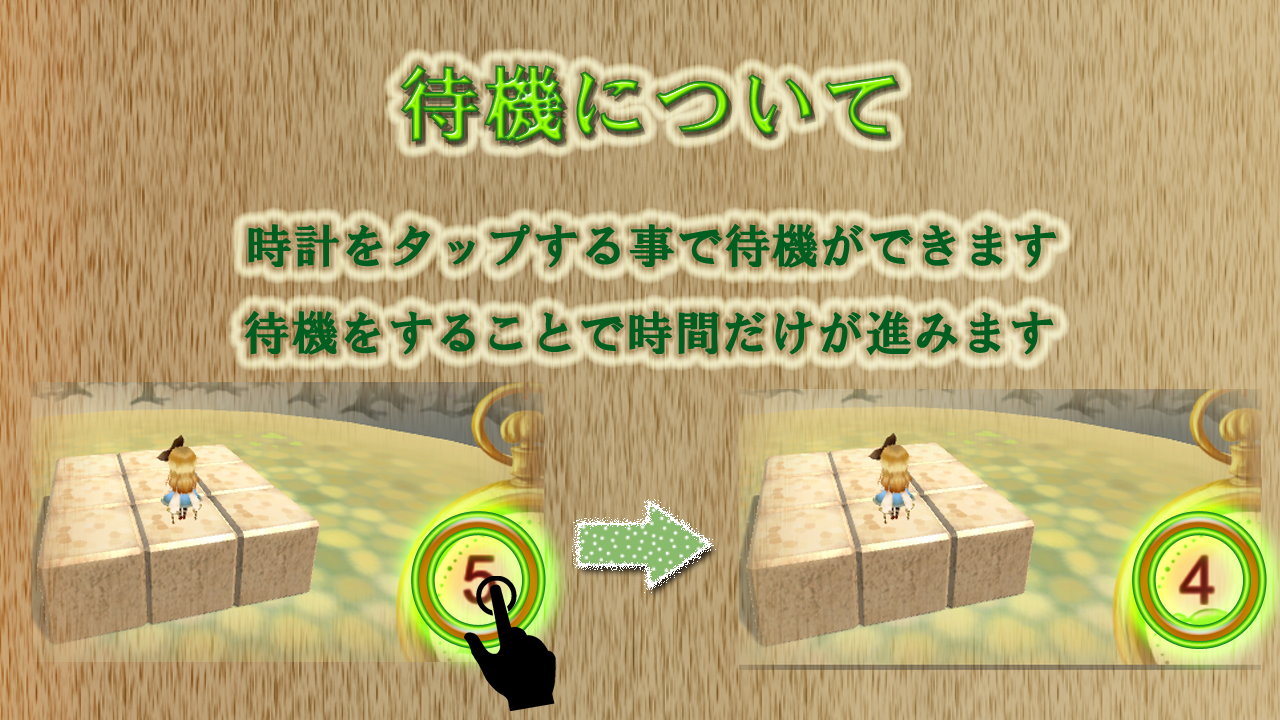 待機について
時計をタップする事で待機ができます
待機をすることで時間だけが進みます
5
4